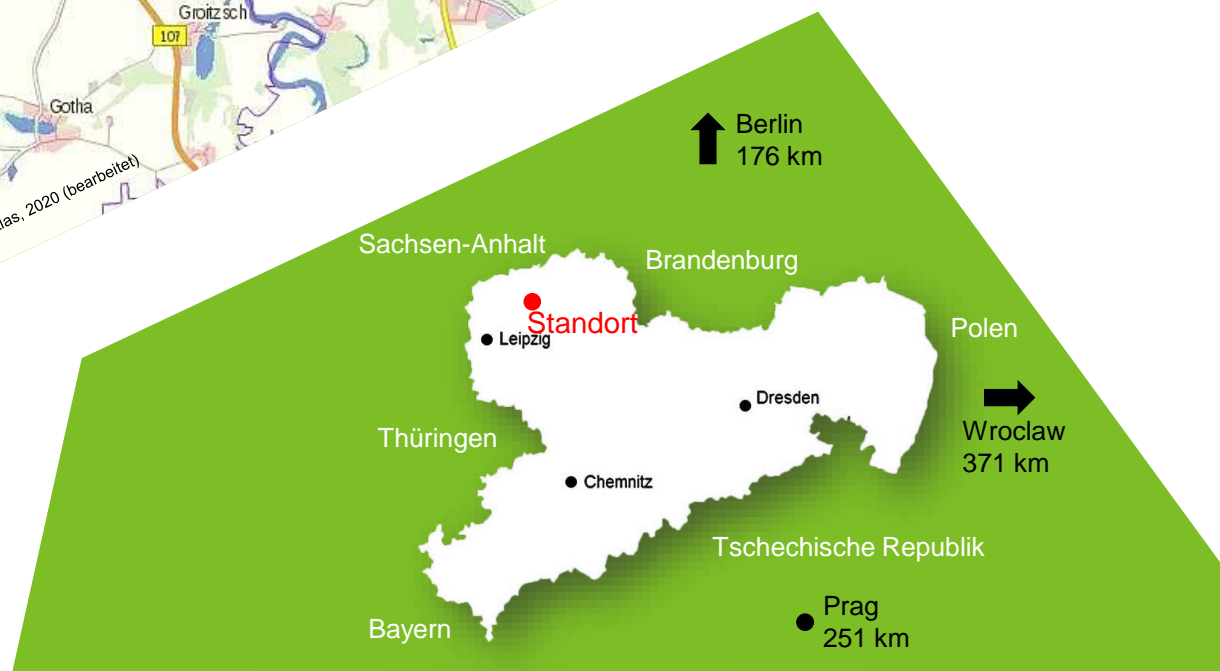 Groitzsch
107
Gotha
las, 2020 (bearbeitet)
Berlin
176 km
Sachsen-Anhalt
Brandenburg
Standort
Leipzig
Polen
Dresden
Wroclaw
371 km
Thüringen
Chemnitz
Tschechische Republik
Prag
251 km
Bayern